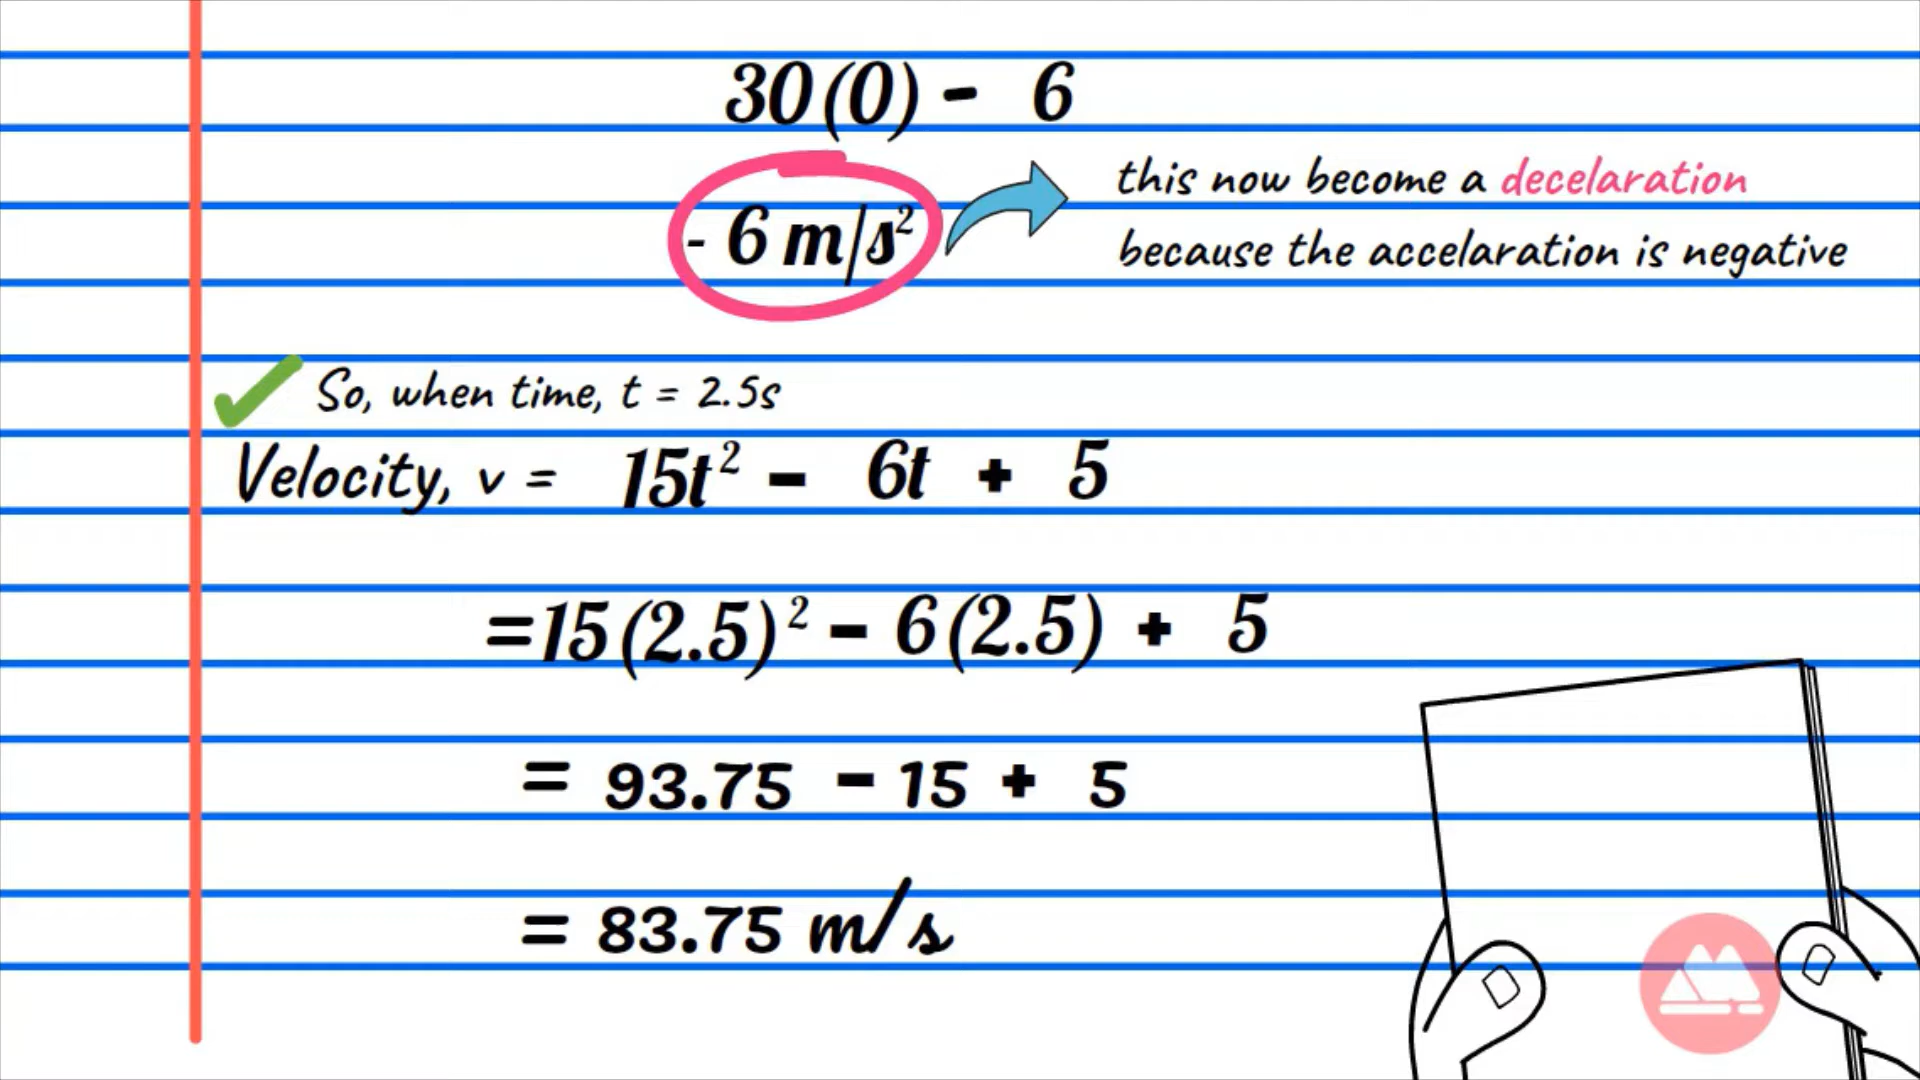 30(0) - 6
- 6 m/s²
this now become a decelaration
because the accelaration is negative
So, when time, t = 2.5s
Velocity, v = 15t² - 6t + 5
=15(2.5)² - 6(2.5) + 5
= 93.75 - 15 + 5
= 83.75 m/s